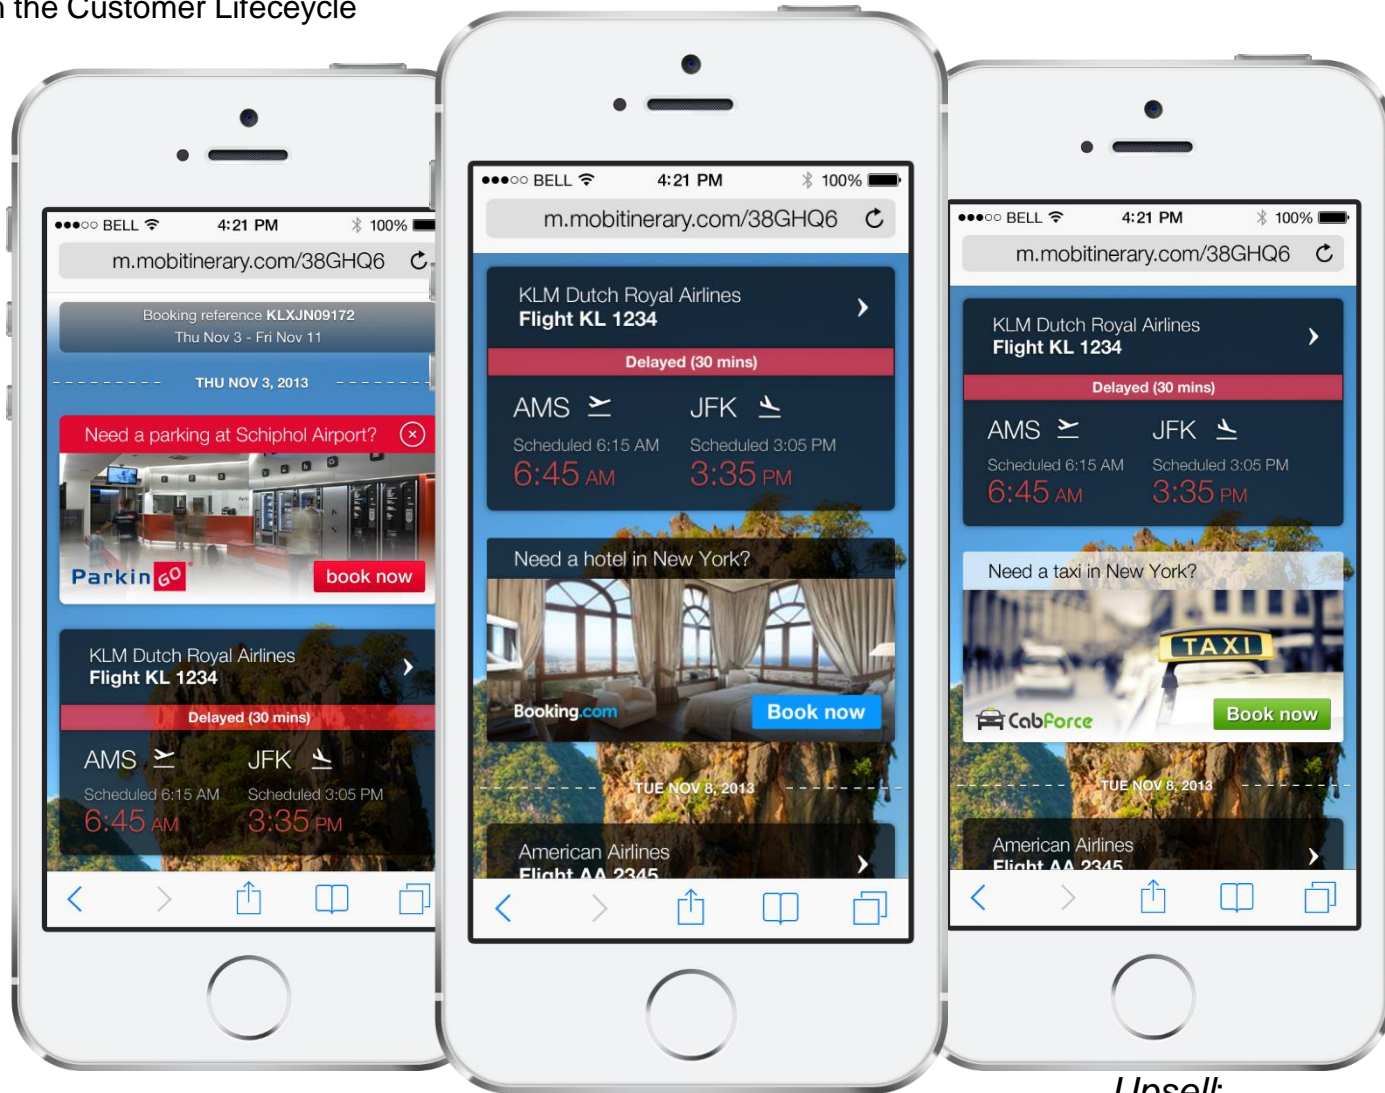 the Customer Lifeceycle
BELL 4:21 PM 100%
m.mobitinerary.com/38GHQ6
Booking reference KLXJN09172
Thu Nov 3 - Fri Nov 11
THU NOV 3, 2013
Need a parking at Schiphol Airport?
ParkinGO
book now
KLM Dutch Royal Airlines
Flight KL 1234
Delayed (30 mins)
AMS JFK
Scheduled 6:15 AM Scheduled 3:05 PM
6:45 AM 3:35 PM
BELL 4:21 PM 100%
m.mobitinerary.com/38GHQ6
KLM Dutch Royal Airlines
Flight KL 1234
Delayed (30 mins)
AMS JFK
Scheduled 6:15 AM Scheduled 3:05 PM
6:45 AM 3:35 PM
Need a hotel in New York?
Booking.com
Book now
TUE NOV 8, 2013
American Airlines
Flight AA 2345
BELL 4:21 PM 100%
m.mobitinerary.com/38GHQ6
KLM Dutch Royal Airlines
Flight KL 1234
Delayed (30 mins)
AMS JFK
Scheduled 6:15 AM Scheduled 3:05 PM
6:45 AM 3:35 PM
Need a taxi in New York?
TAXI
CabForce
Book now
TUE NOV 8, 2013
American Airlines
Flight AA 2345
Upsell: